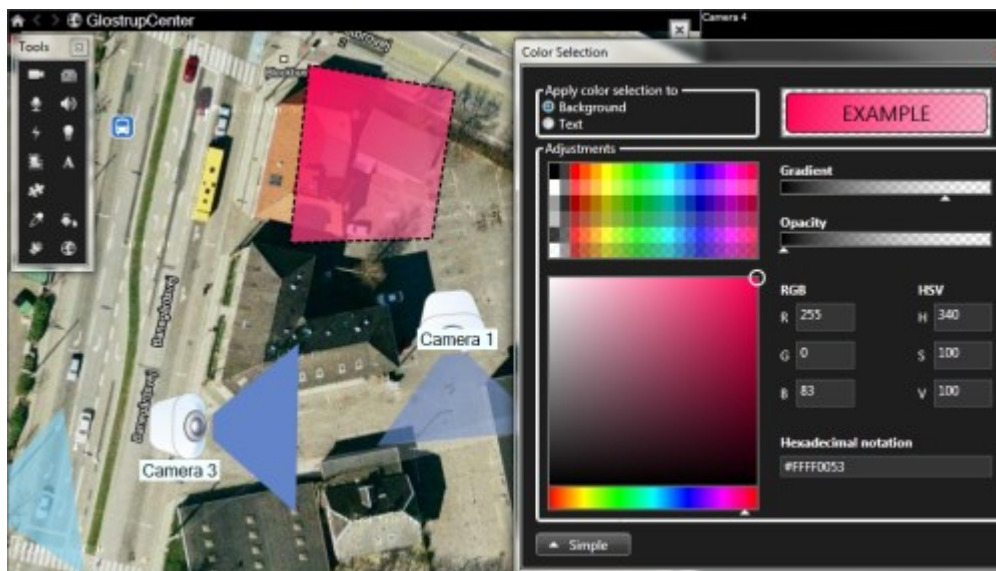 GlostrupCenter
Camera 4
Tools
Color Selection
Apply color selection to
Background
Text
EXAMPLE
Adjustments
Gradient
Opacity
RGB
HSV
R 255
H 340
G 0
S 100
B 83
V 100
Hexadecimal notation
#FFFF0053
Simple
A
Camera 1
Camera 3